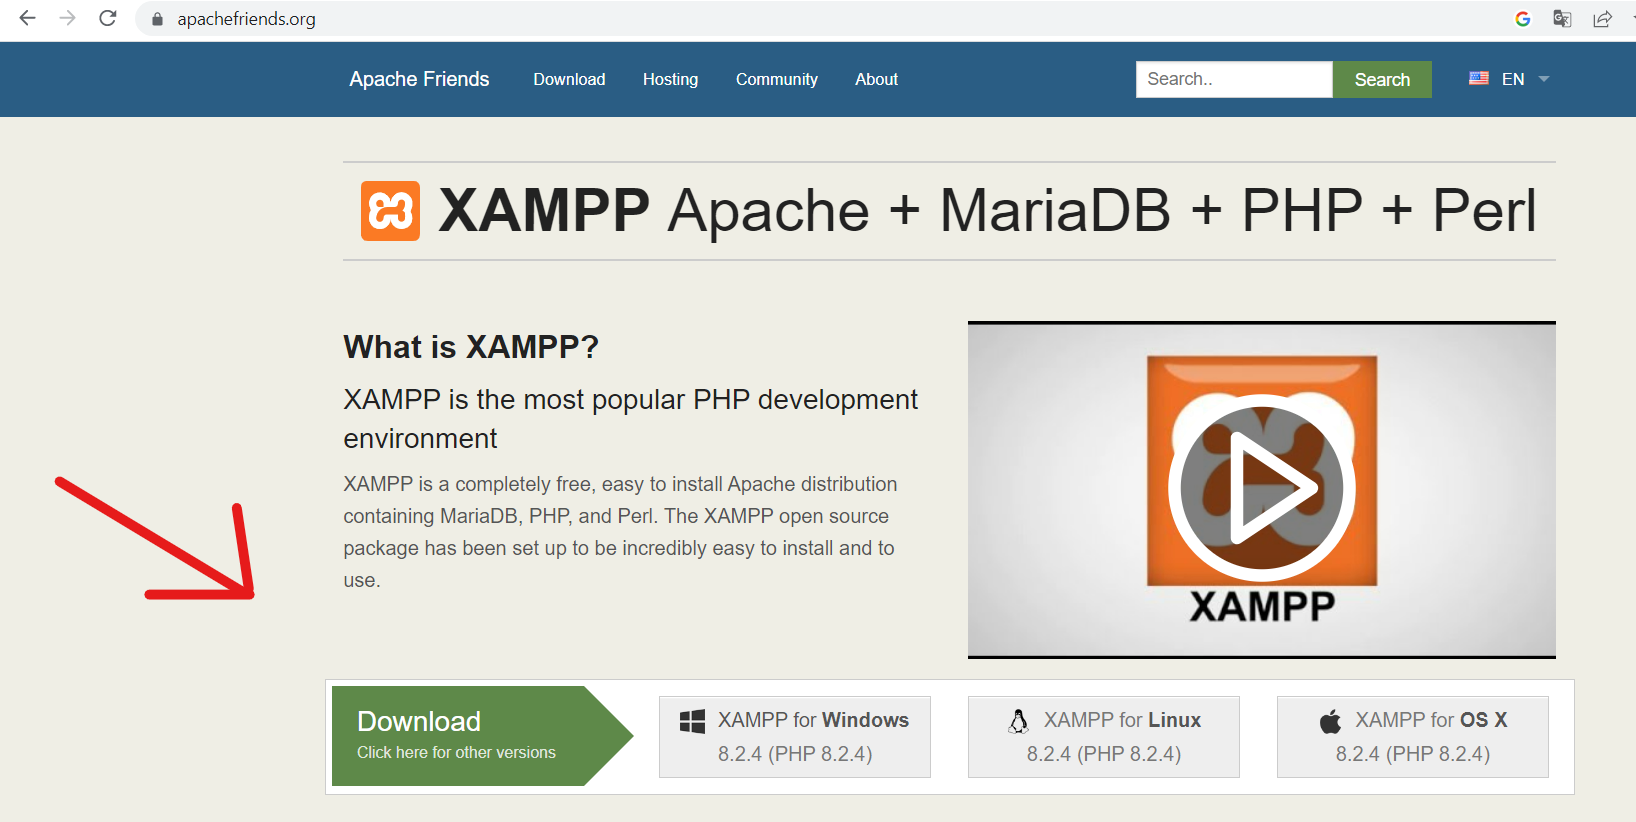 apachefriends.org
Apache Friends
Download
Hosting
Community
About
Search..
Search
EN
XAMPP Apache + MariaDB + PHP + Perl
What is XAMPP?
XAMPP is the most popular PHP development
environment
XAMPP is a completely free, easy to install Apache distribution
containing MariaDB, PHP, and Perl. The XAMPP open source
package has been set up to be incredibly easy to install and to
use.
XAMPP
Download
Click here for other versions
XAMPP for Windows
8.2.4 (PHP 8.2.4)
XAMPP for Linux
8.2.4 (PHP 8.2.4)
XAMPP for OS X
8.2.4 (PHP 8.2.4)